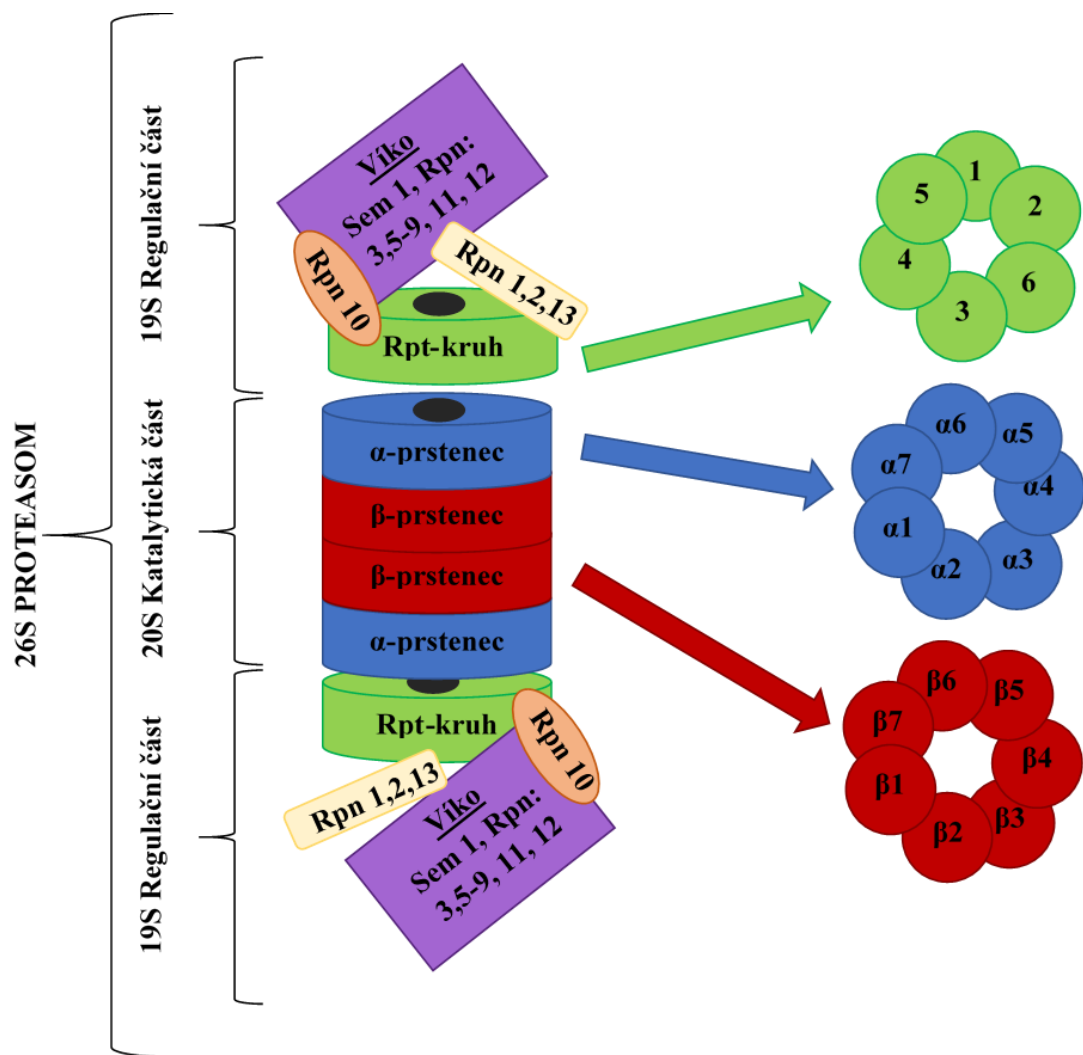 26S PROTEASOM
19S Regulační část
20S Katalytická část
19S Regulační část
Víko
Sem 1, Rpn:
3,5-9, 11, 12
Rpn 10
Rpn 1,2,13
Rpt-kruh
α-prstenec
β-prstenec
β-prstenec
α-prstenec
Rpt-kruh
Rpn 10
Rpn 1,2,13
Víko
Sem 1, Rpn:
3,5-9, 11, 12
1
2
6
3
4
5
α6
α5
α4
α3
α2
α1
α7
β6
β5
β4
β3
β2
β1
β7